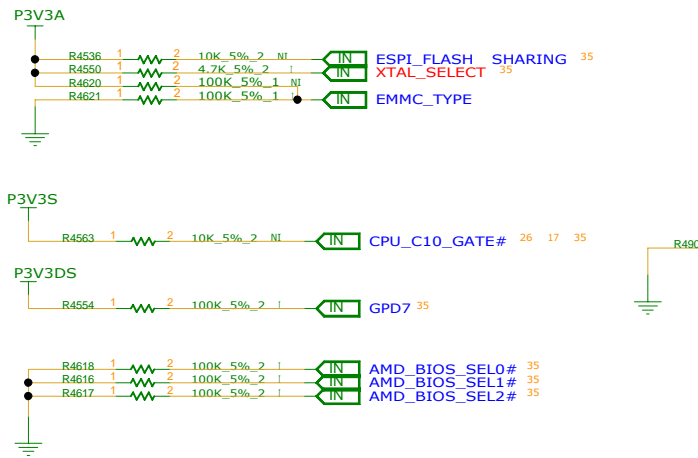 P3V3A
R4536 1 2 10K_5%_2 NI IN ESPI_FLASH SHARING 35
R4550 1 2 4.7K_5%_2 I IN XTAL_SELECT 35
R4620 1 2 100K_5%_1 NI
R4621 1 2 100K_5%_1 I IN EMMC_TYPE
P3V3S
R4563 1 2 10K_5%_2 NI IN CPU_C10_GATE# 26 17 35
R490
P3V3DS
R4554 1 2 100K_5%_2 I IN GPD7 35
R4618 1 2 100K_5%_2 I IN AMD_BIOS_SEL0# 35
R4616 1 2 100K_5%_2 I IN AMD_BIOS_SEL1# 35
R4617 1 2 100K_5%_2 I IN AMD_BIOS_SEL2# 35